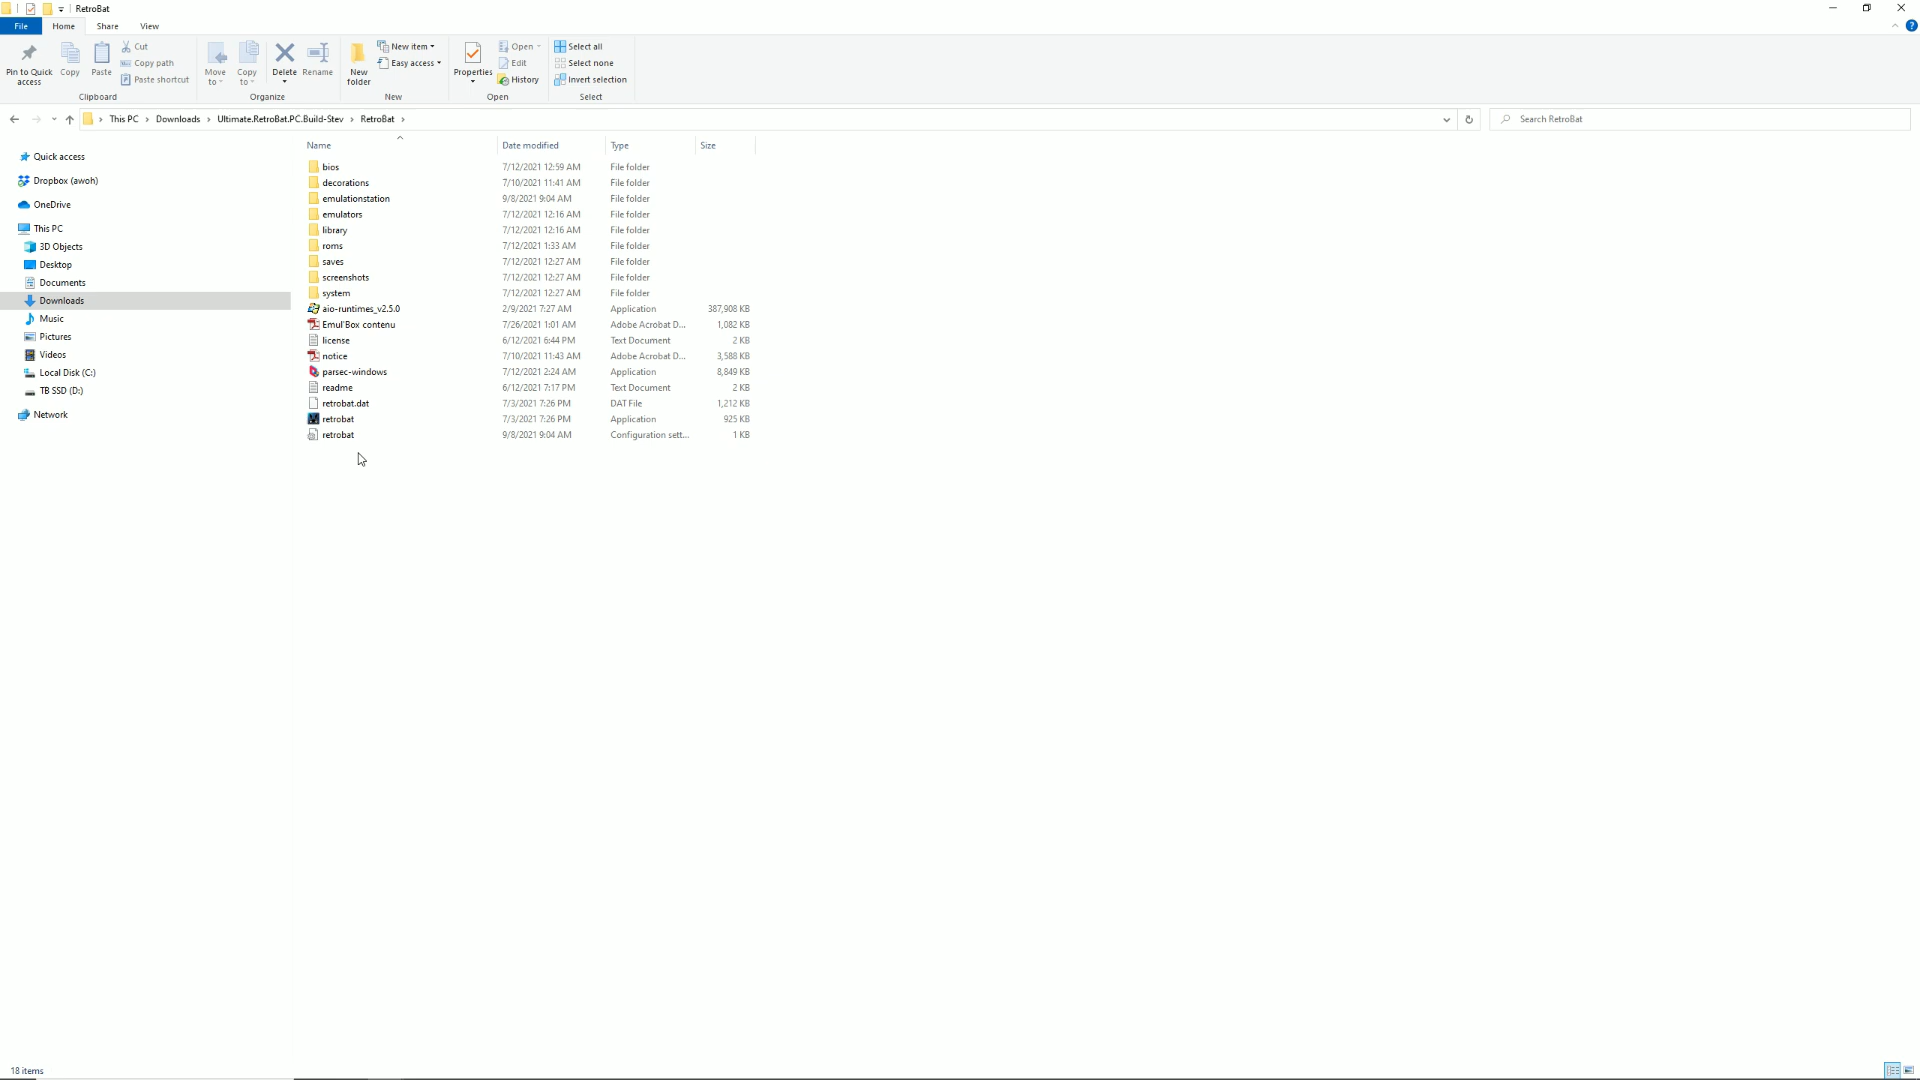 RetroBat
File Home Share View
Pin to Quick access
Copy
Paste
Cut
Copy path
Paste shortcut
Clipboard
Move to
Copy to
Delete
Rename
Organize
New folder
New item
Easy access
New
Properties
Open
Edit
History
Open
Select all
Select none
Invert selection
Select
This PC Downloads Ultimate.RetroBat.PC.Build-Stev RetroBat
Search RetroBat
Quick access
Dropbox (awoh)
OneDrive
This PC
3D Objects
Desktop
Documents
Downloads
Music
Pictures
Videos
Local Disk (C:)
TB SSD (D:)
Network
Name Date modified Type Size
bios 7/12/2021 12:59 AM File folder
decorations 7/10/2021 11:41 AM File folder
emulationstation 9/8/2021 9:04 AM File folder
emulators 7/12/2021 12:16 AM File folder
library 7/12/2021 12:16 AM File folder
roms 7/12/2021 1:33 AM File folder
saves 7/12/2021 12:27 AM File folder
screenshots 7/12/2021 12:27 AM File folder
system 7/12/2021 12:27 AM File folder
aio-runtimes_v2.5.0 2/9/2021 7:27 AM Application 387,908 KB
Emul'Box contenu 7/26/2021 1:01 AM Adobe Acrobat D... 1,082 KB
license 6/12/2021 6:44 PM Text Document 2 KB
notice 7/10/2021 11:43 AM Adobe Acrobat D... 3,588 KB
parsec-windows 7/12/2021 2:24 AM Application 8,849 KB
readme 6/12/2021 7:17 PM Text Document 2 KB
retrobat.dat 7/3/2021 7:26 PM DAT File 1,212 KB
retrobat 7/3/2021 7:26 PM Application 925 KB
retrobat 9/8/2021 9:04 AM Configuration sett... 1 KB
18 items